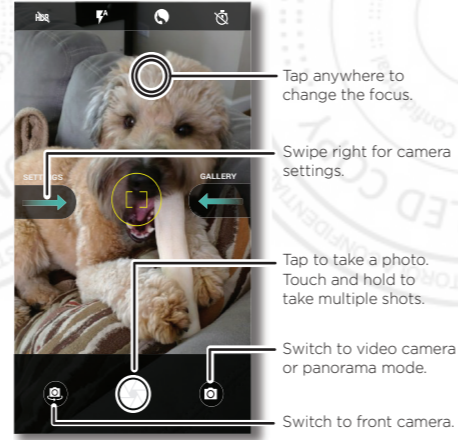 HDR
A
Tap anywhere to
change the focus.
Swipe right for camera
settings.
SETTINGS
GALLERY
Tap to take a photo.
Touch and hold to
take multiple shots.
Switch to video camera
or panorama mode.
Switch to front camera.